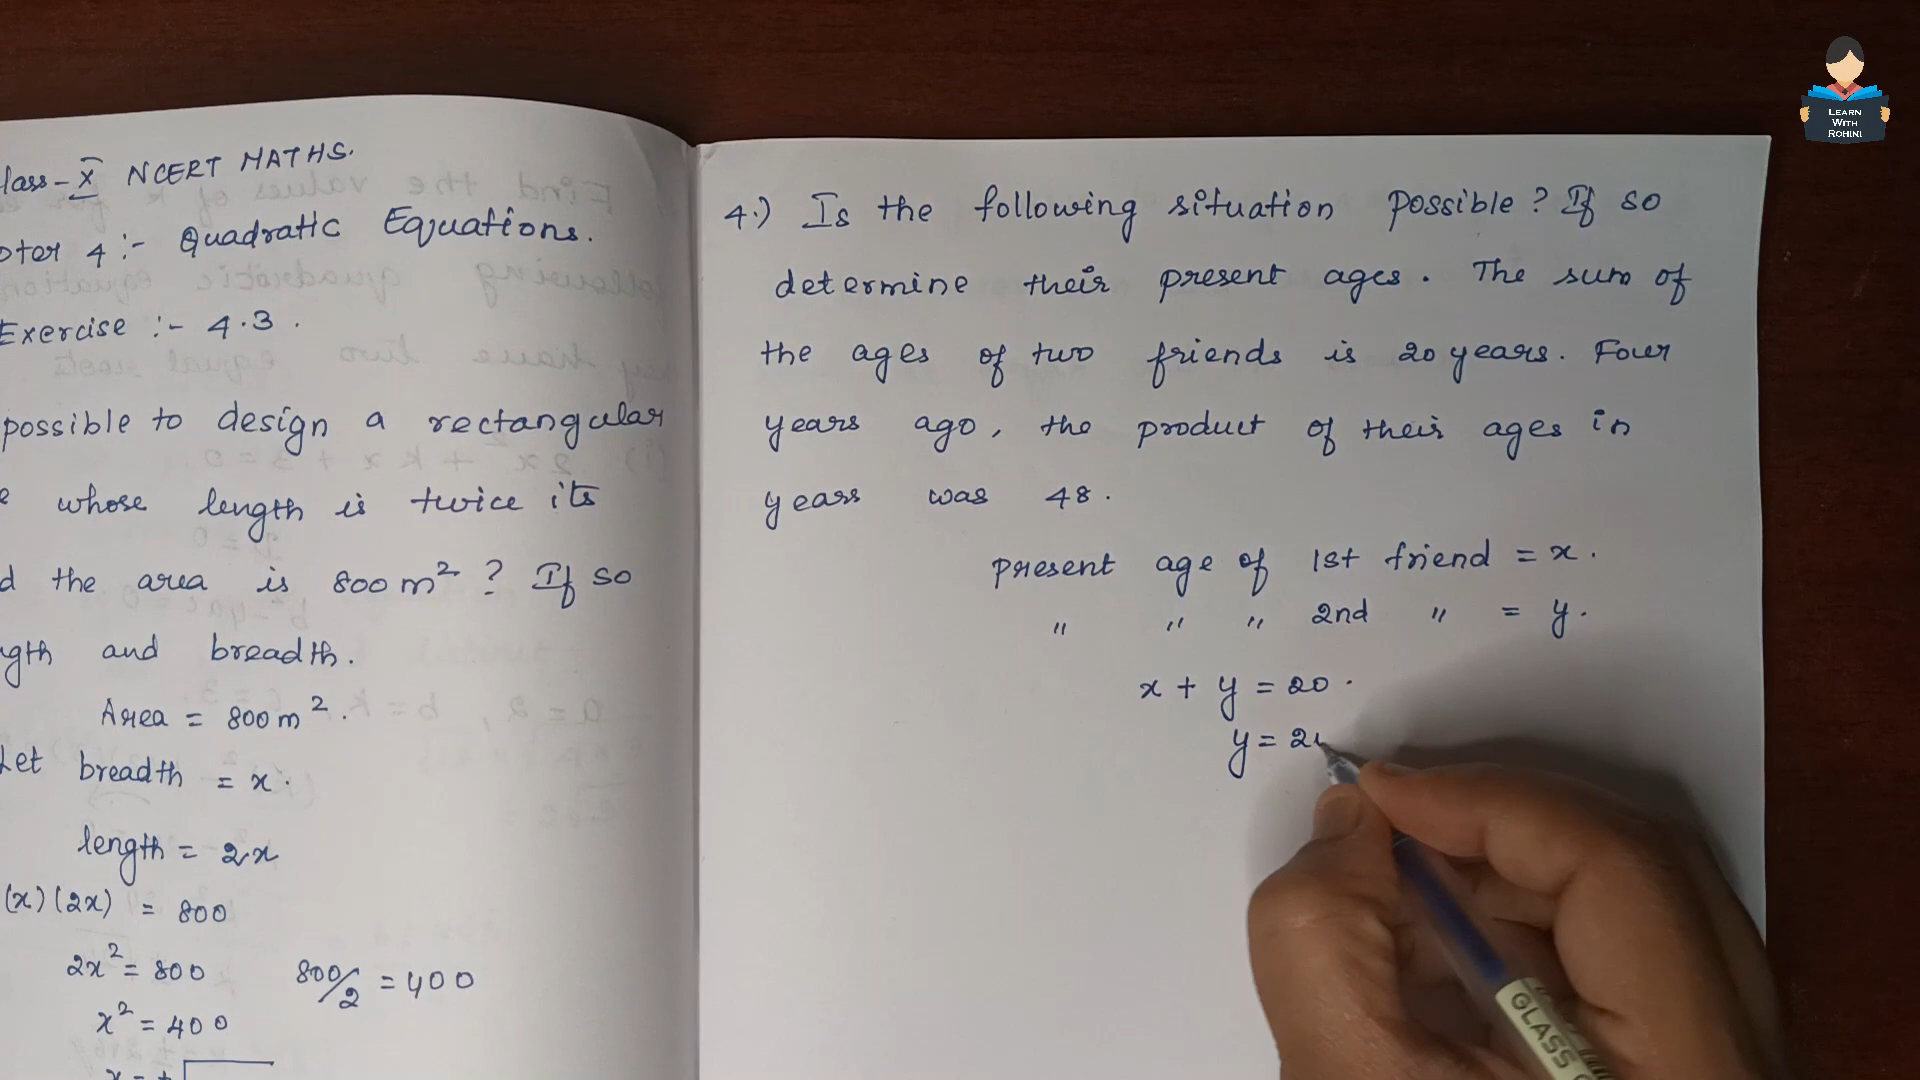 NCERT MATHS.
4 :- Quadratic Equations.
Exercise :- 4.3 .
possible to design a rectangular
whose length is twice its
the area is 800 m² ? If so
and breadth.
Area = 800 m².
Let breadth = x.
length = 2x
(x) (2x) = 800
2x² = 800 800/2 = 400
x² = 400
4.) Is the following situation possible ? If so
determine their present ages. The sum of
the ages of two friends is 20 years. Four
years ago, the product of their ages in
years was 48.
Present age of 1st friend = x.
" " " 2nd " = y.
x + y = 20.
y = 2
LEARN
WITH
ROHINI
GLASS